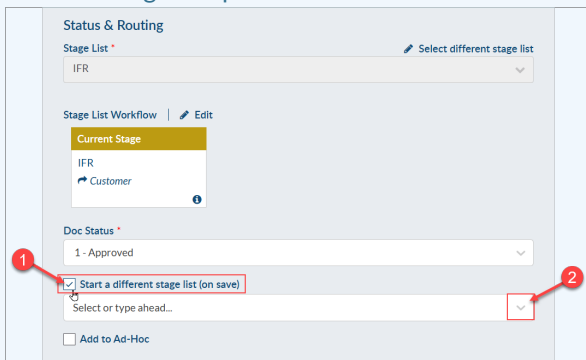 Status & Routing
Stage List *
Select different stage list
IFR
Stage List Workflow | Edit
Current Stage
IFR
Customer
Doc Status *
1 - Approved
1
Start a different stage list (on save)
2
Select or type ahead...
Add to Ad-Hoc